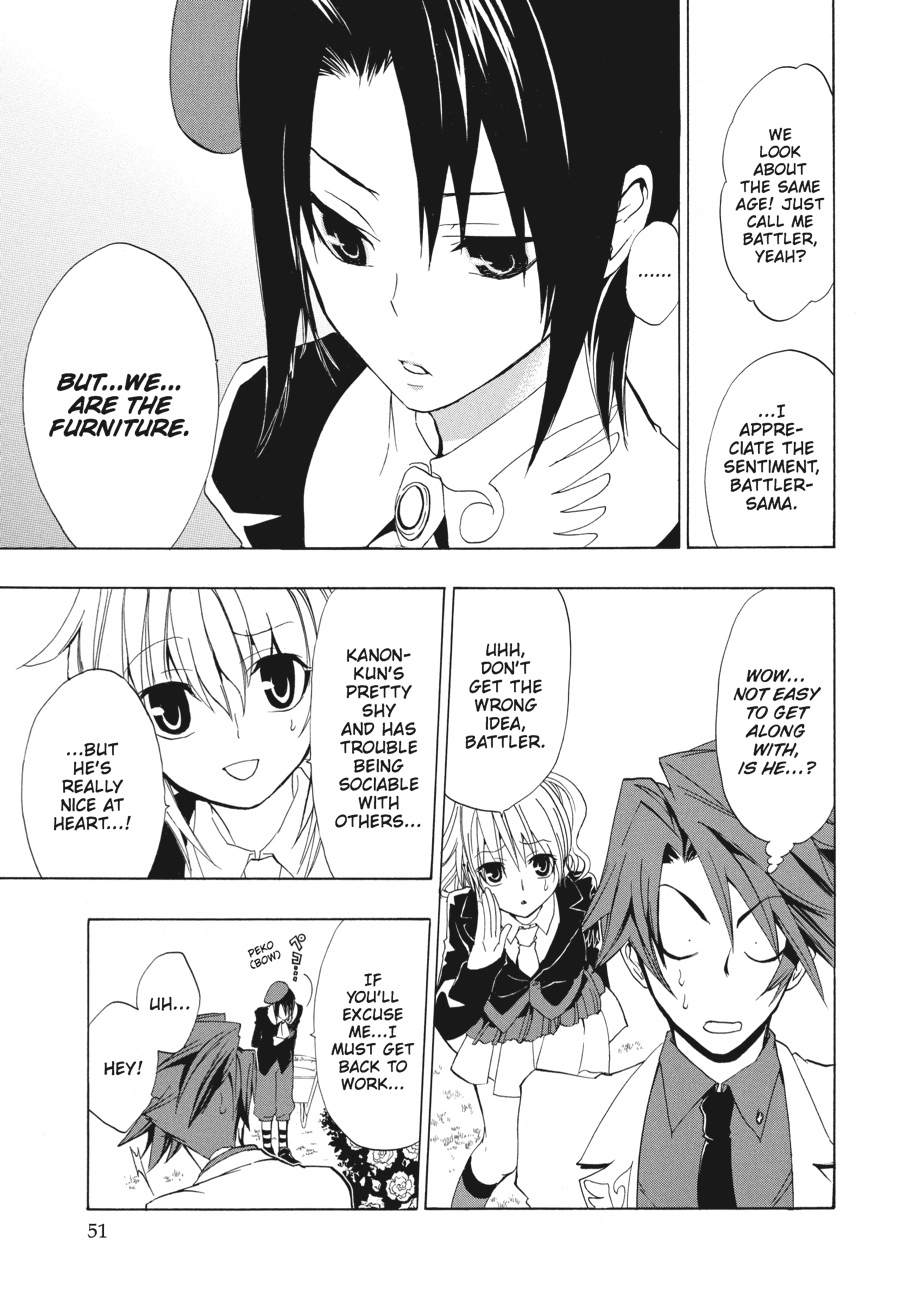 WE
LOOK
ABOUT
THE SAME
AGE! JUST
CALL ME
BATTLER,
YEAH?
...I
APPRE-
CIATE THE
SENTIMENT,
BATTLER-
SAMA.
......
BUT...WE...
ARE THE
FURNITURE.
WOW...
NOT EASY
TO GET
ALONG
WITH,
IS HE...?
UHH,
DON'T
GET THE
WRONG
IDEA,
BATTLER.
KANON-
KUN'S
PRETTY
SHY
AND HAS
TROUBLE
BEING
SOCIABLE
WITH
OTHERS...
...BUT
HE'S
REALLY
NICE AT
HEART...!
IF
YOU'LL
EXCUSE
ME...I
MUST GET
BACK TO
WORK...
ペコ...
PEKO
(BOW)
UH...
HEY!
51